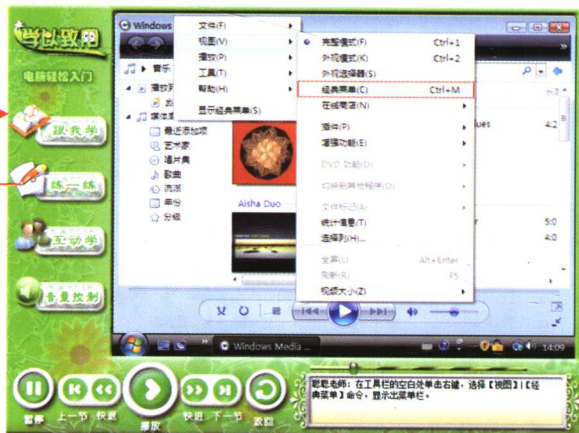 学以致用
电脑轻松入门
跟我学
练一练
互动学
音量控制
Windows
文件(F)
视图(V)
播放(P)
工具(T)
帮助(H)
显示经典菜单(S)
完整模式(F) Ctrl+1
外观模式(K) Ctrl+2
外观选择器(S)
经典菜单(C) Ctrl+M
在线商店(N)
插件(P)
增强功能(E)
DVD 功能(D)
切换到其他程序(O)
文件标记(A)
统计信息(T)
选择列(H)...
全屏(L) Alt+Enter
刷新(R) F5
视频大小(Z)
音乐
播放列
媒体库
最近添加项
艺术家
唱片集
歌曲
流派
年份
分级
Aisha Duo
ues
4:2
5:0
4:0
Windows Media ...
14:09
暂停
上一节
快退
播放
快进
下一节
返回
聪聪老师：在工具栏的空白处单击右键，选择【视图】|【经
典菜单】命令，显示出菜单栏。